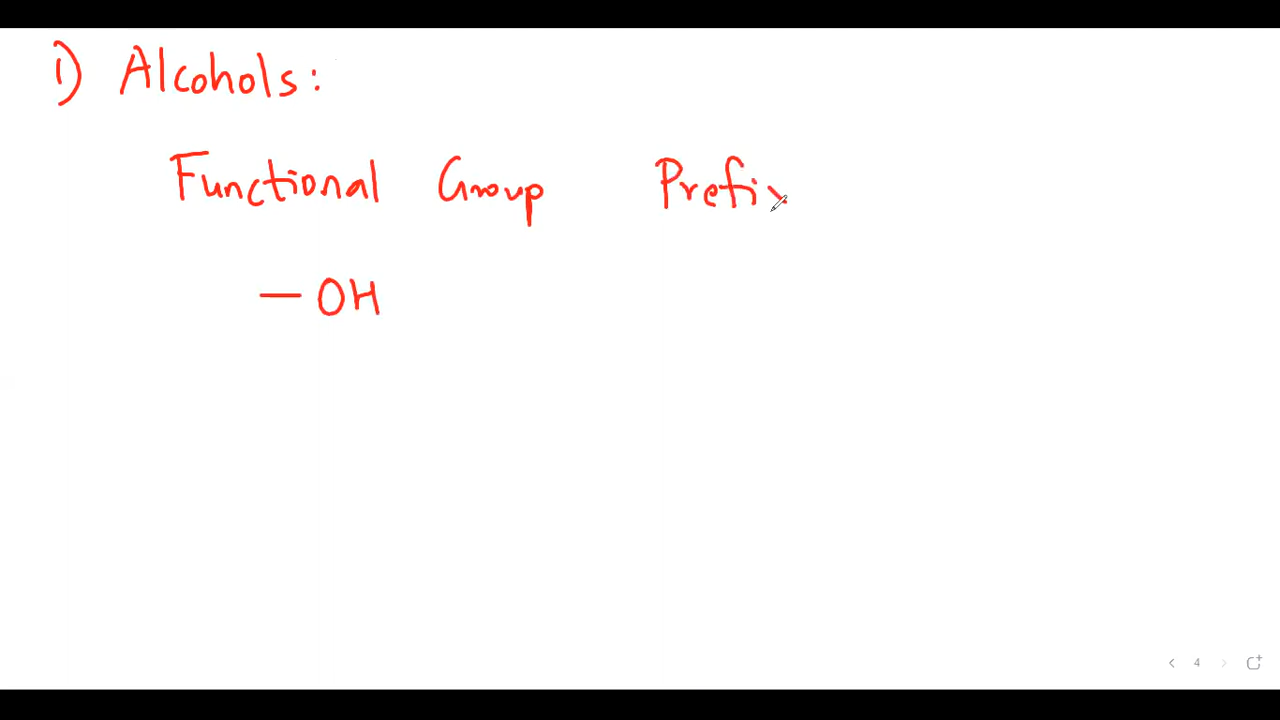 1) Alcohols:
Functional Group Prefix
— OH
4